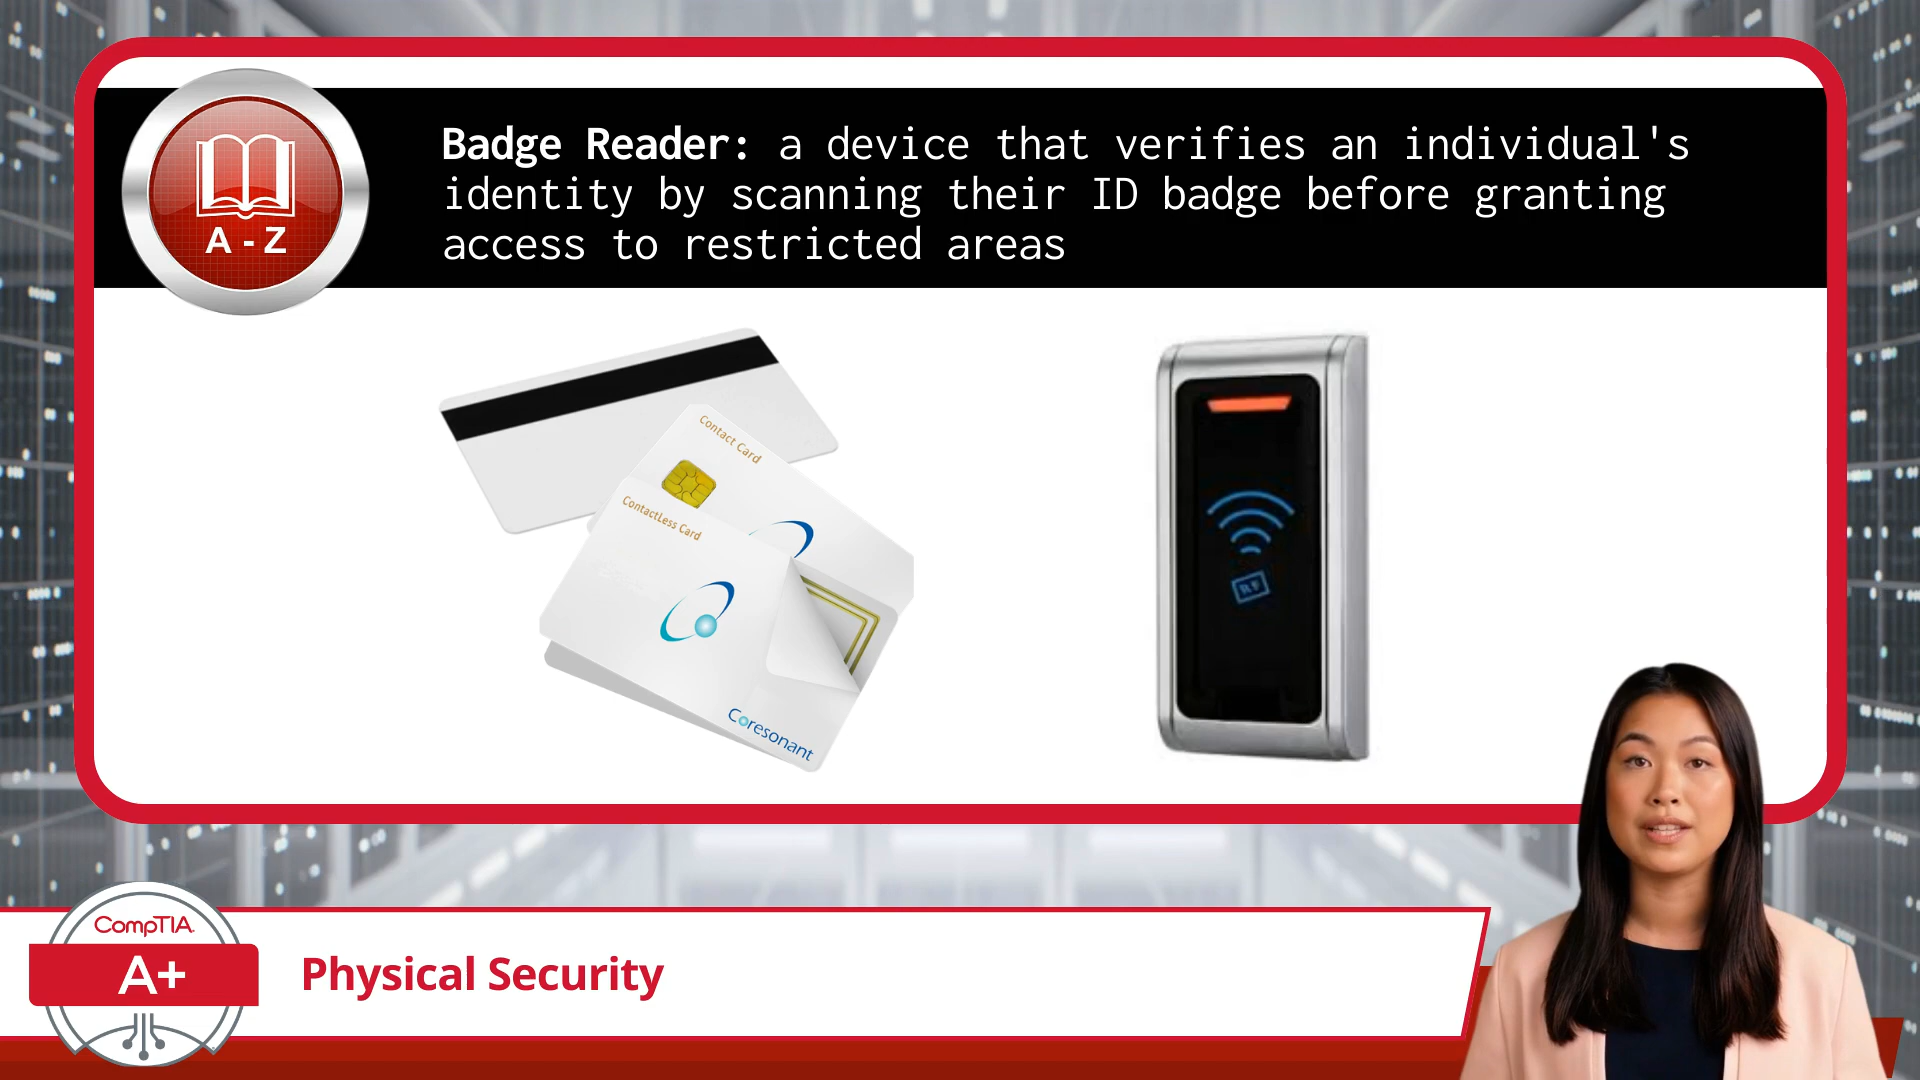 Badge Reader: a device that verifies an individual's
identity by scanning their ID badge before granting
access to restricted areas
A - Z
Contact Card
ContactLess Card
Coresonant
RF
CompTIA
A+
Physical Security